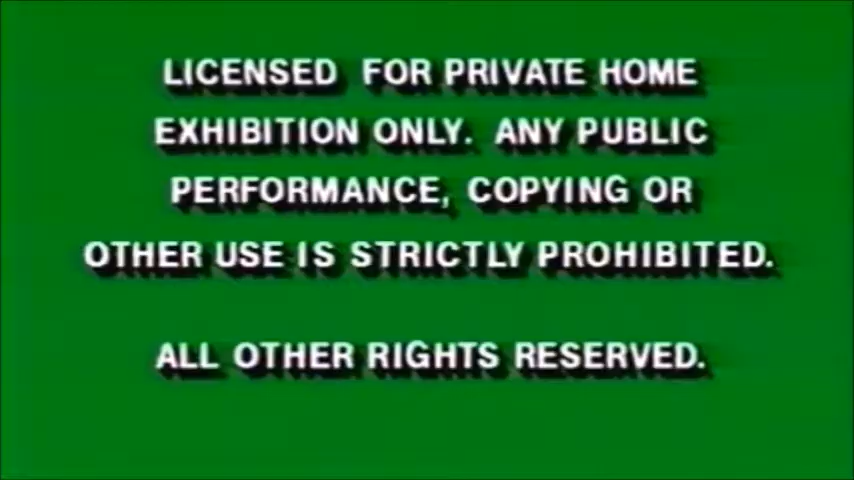 LICENSED FOR PRIVATE HOME
EXHIBITION ONLY. ANY PUBLIC
PERFORMANCE, COPYING OR
OTHER USE IS STRICTLY PROHIBITED.
ALL OTHER RIGHTS RESERVED.